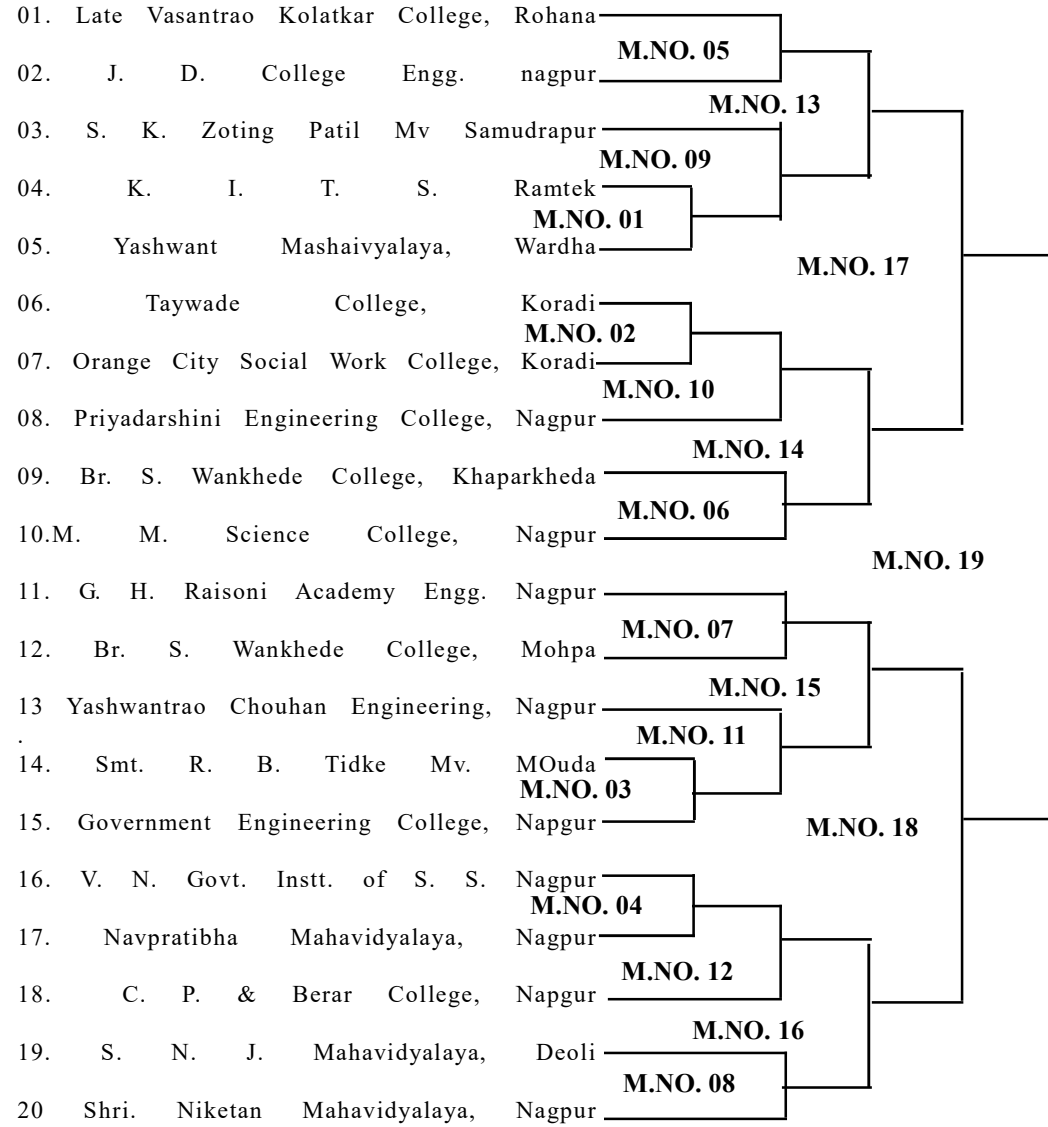 01. Late Vasantrao Kolatkar College, Rohana
M.NO. 05
02. J. D. College Engg. nagpur
M.NO. 13
03. S. K. Zoting Patil Mv Samudrapur
M.NO. 09
04. K. I. T. S. Ramtek
M.NO. 01
05. Yashwant Mashaivyalaya, Wardha
M.NO. 17
06. Taywade College, Koradi
M.NO. 02
07. Orange City Social Work College, Koradi
M.NO. 10
08. Priyadarshini Engineering College, Nagpur
M.NO. 14
09. Br. S. Wankhede College, Khaparkheda
M.NO. 06
10.M. M. Science College, Nagpur
M.NO. 19
11. G. H. Raisoni Academy Engg. Nagpur
M.NO. 07
12. Br. S. Wankhede College, Mohpa
M.NO. 15
13 Yashwantrao Chouhan Engineering, Nagpur
.
M.NO. 11
14. Smt. R. B. Tidke Mv. MOuda
M.NO. 03
15. Government Engineering College, Napgur
M.NO. 18
16. V. N. Govt. Instt. of S. S. Nagpur
M.NO. 04
17. Navpratibha Mahavidyalaya, Nagpur
M.NO. 12
18. C. P. & Berar College, Napgur
M.NO. 16
19. S. N. J. Mahavidyalaya, Deoli
M.NO. 08
20 Shri. Niketan Mahavidyalaya, Nagpur